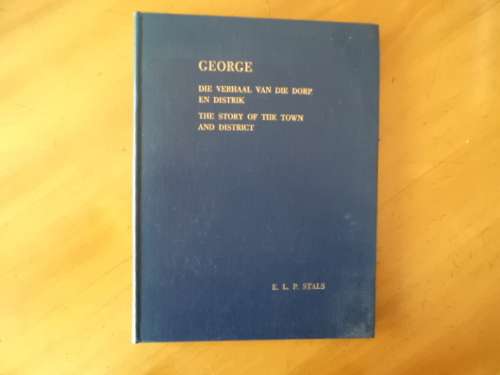 GEORGE
DIE VERHAAL VAN DIE DORP
EN DISTRIK
THE STORY OF THE TOWN
AND DISTRICT
E. L. P. STALS